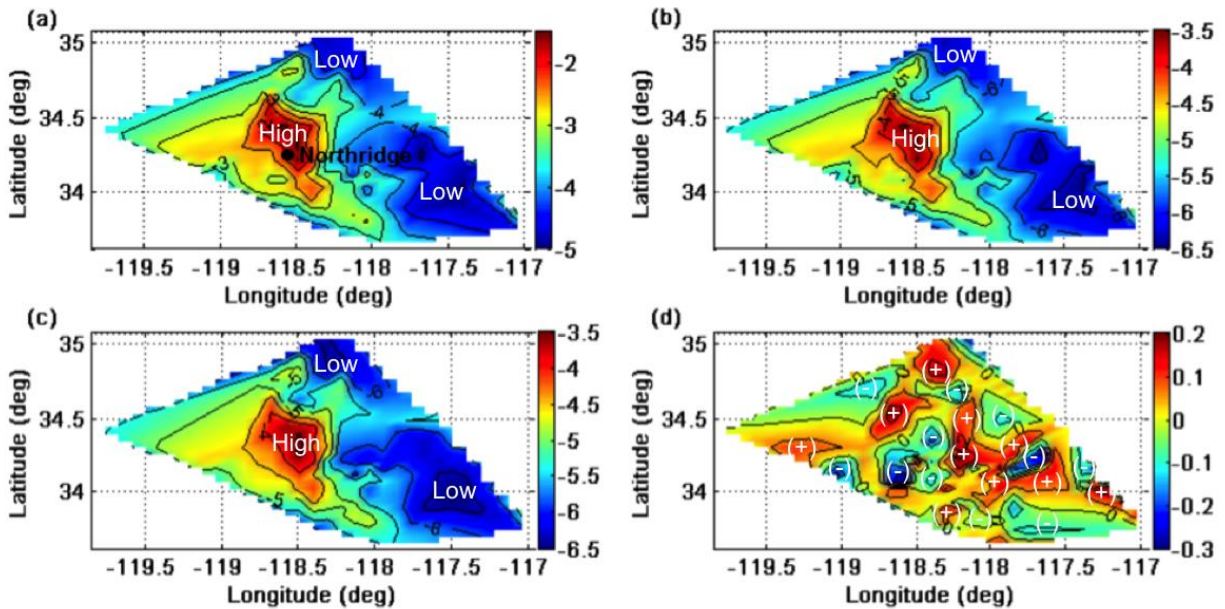 (a)
35
34.5
34
Latitude (deg)
-119.5 -119 -118.5 -118 -117.5 -117
Longitude (deg)
Low
High
Northridge
Low
-4
-4
-3
-2
-3
-4
-5
(b)
35
34.5
34
Latitude (deg)
-119.5 -119 -118.5 -118 -117.5 -117
Longitude (deg)
Low
High
Low
-5
-6
-4
-5
-6
-3.5
-4
-4.5
-5
-5.5
-6
-6.5
(c)
35
34.5
34
Latitude (deg)
-119.5 -119 -118.5 -118 -117.5 -117
Longitude (deg)
Low
High
Low
-5
-6
-5
-6
-3.5
-4
-4.5
-5
-5.5
-6
-6.5
(d)
35
34.5
34
Latitude (deg)
-119.5 -119 -118.5 -118 -117.5 -117
Longitude (deg)
(+)
(-) (-)
(+) (+) (-)
(+) (-) (+) (+) (-) (-)
(-) (-) (-) (+) (+) (+)
(+) (-) (-)
0.2
0.1
0
-0.1
-0.2
-0.3